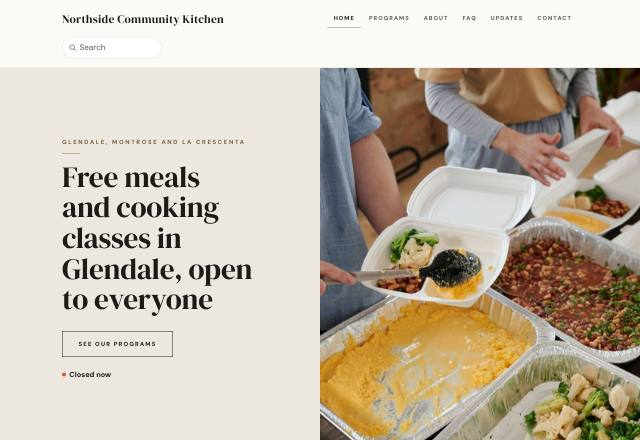 Northside Community Kitchen
HOME PROGRAMS ABOUT FAQ UPDATES CONTACT
Search
GLENDALE, MONTROSE AND LA CRESCENTA
Free meals
and cooking
classes in
Glendale, open
to everyone
SEE OUR PROGRAMS
Closed now